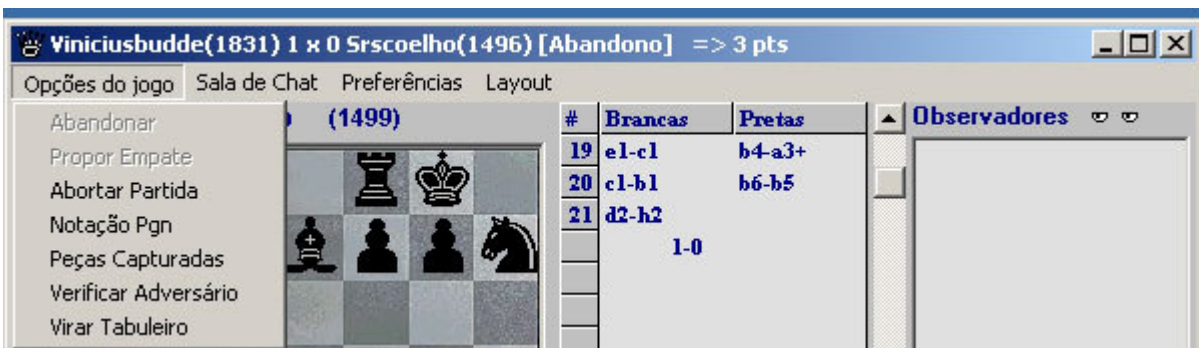 Viniciusbudde(1831) 1 x 0 Srscoelho(1496) [Abandono] => 3 pts
Opções do jogo Sala de Chat Preferências Layout
Abandonar
Propor Empate
Abortar Partida
Notação Pgn
Peças Capturadas
Verificar Adversário
Virar Tabuleiro
(1499)
# Brancas Pretas
19 e1-c1 b4-a3+
20 c1-b1 b6-b5
21 d2-h2
1-0
Observadores